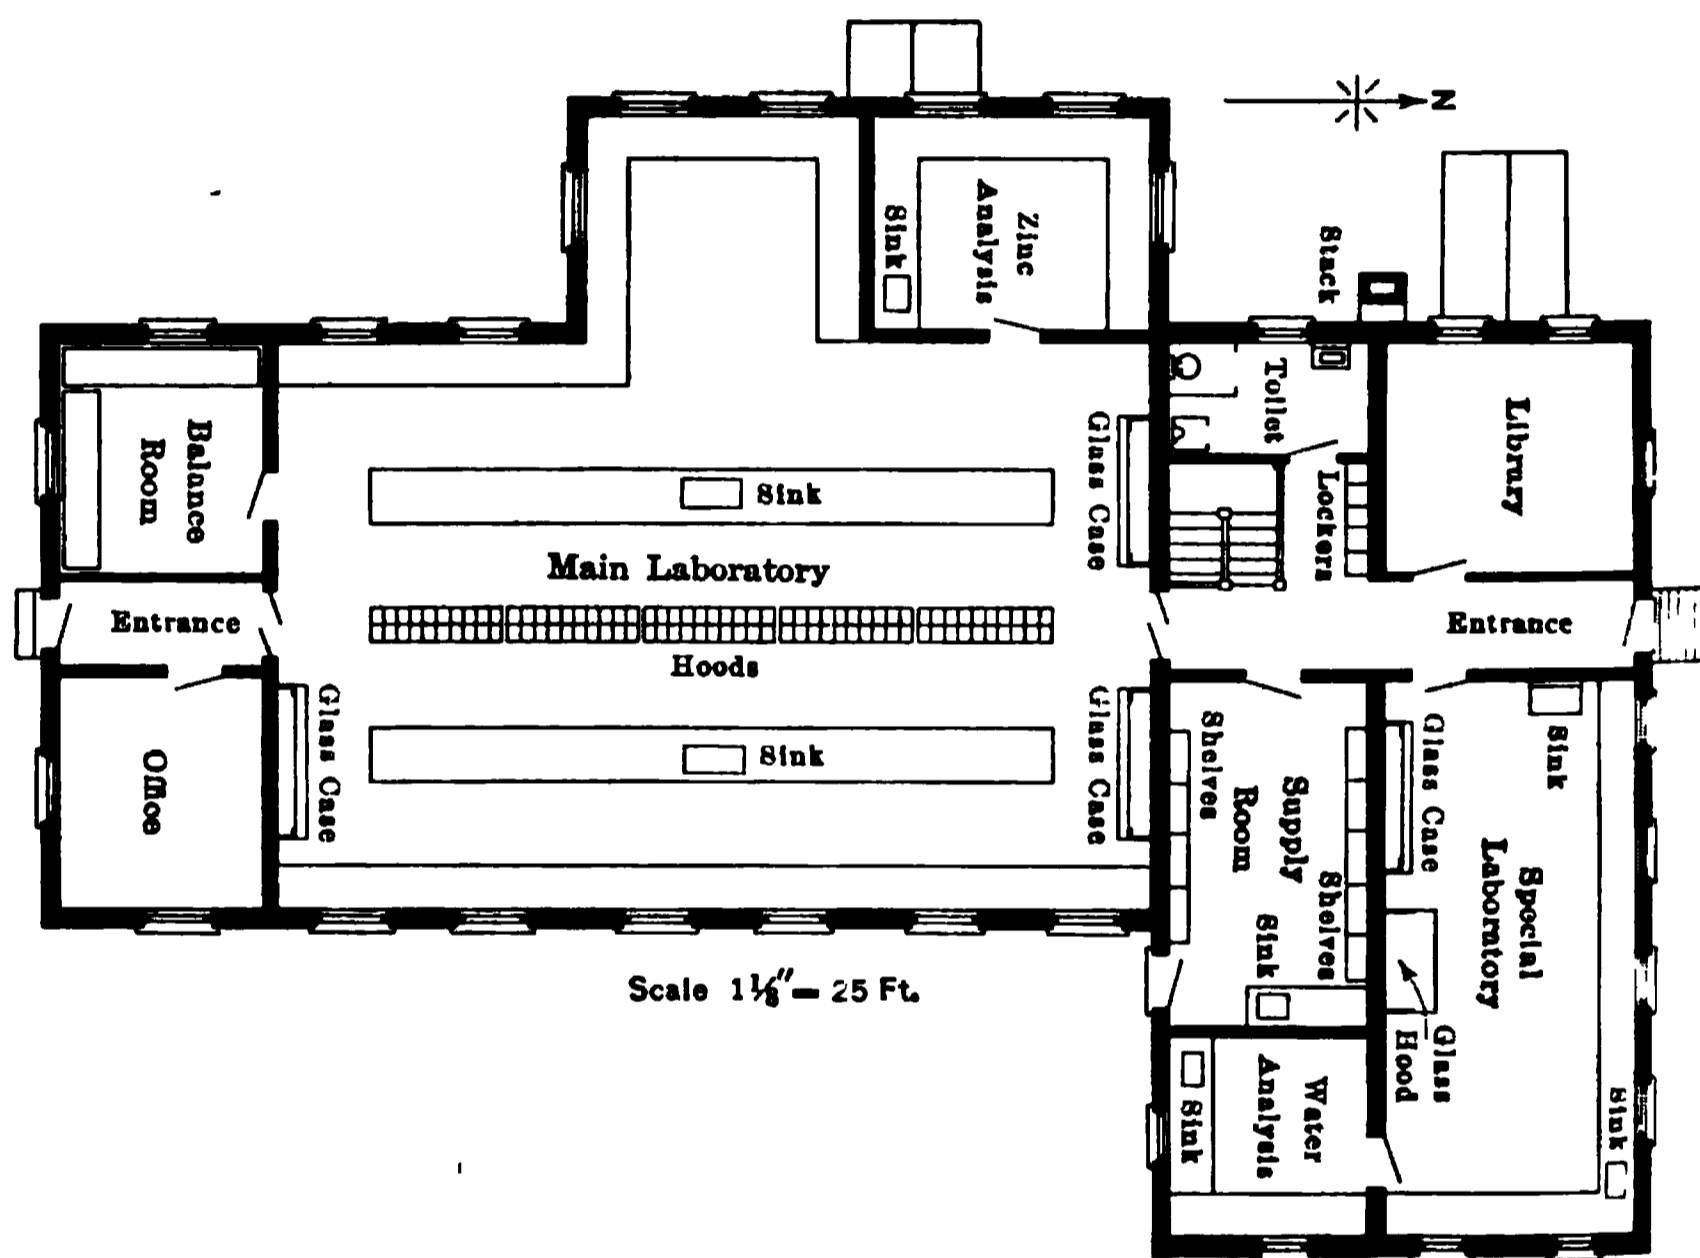 N
Zinc
Analysis
Sink
Stack
Toilet
Library
Lockers
Glass Case
Balance
Room
Sink
Main Laboratory
Entrance
Hoods
Entrance
Office
Glass Case
Sink
Glass Case
Shelves
Supply
Room
Shelves
Sink
Glass Case
Sink
Special
Laboratory
Glass
Hood
Water
Analysis
Sink
Sink
Scale 1⅛" = 25 Ft.